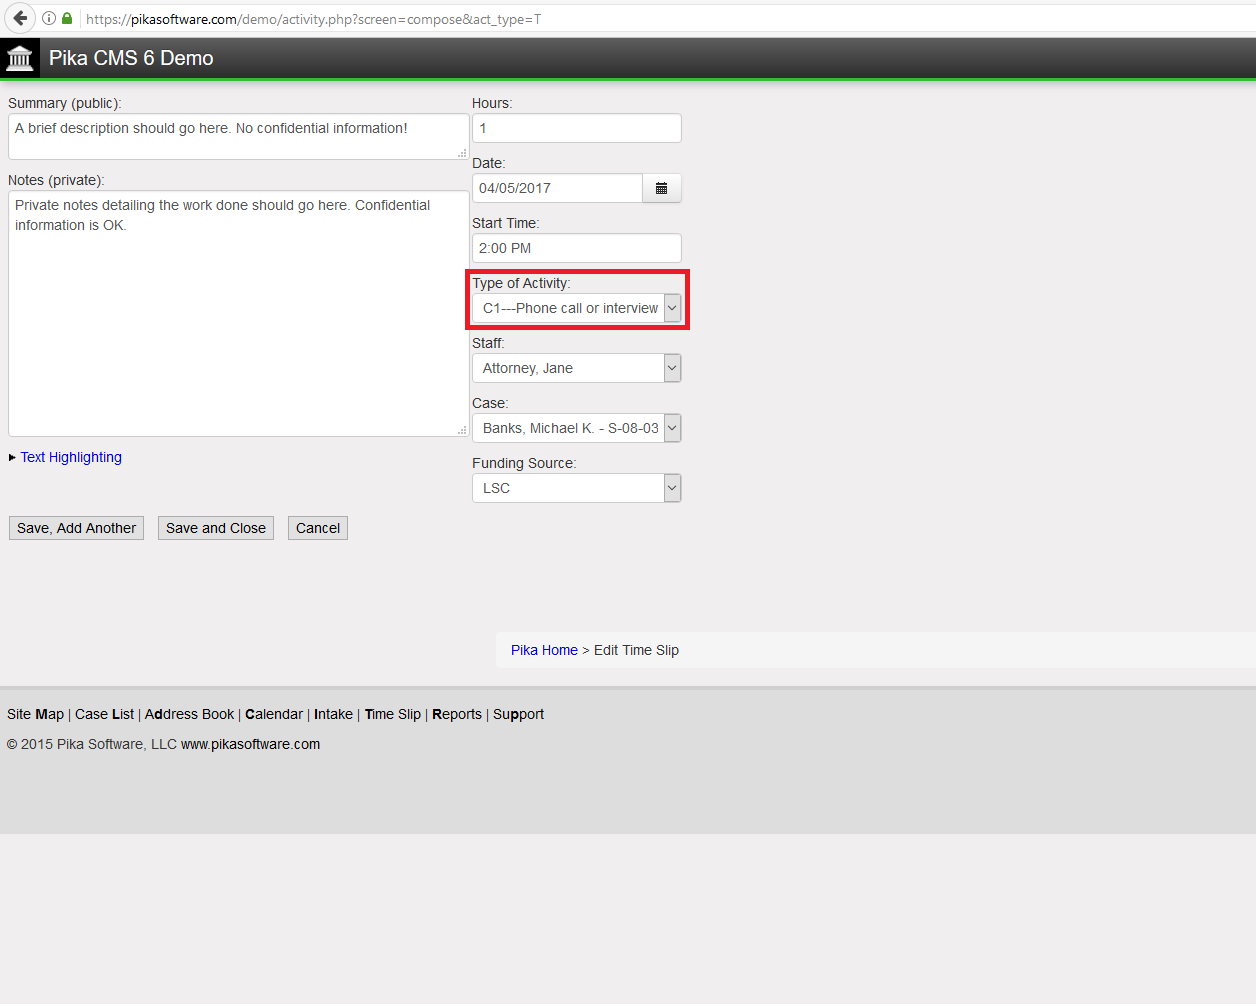 https://pikasoftware.com/demo/activity.php?screen=compose&act_type=T
Pika CMS 6 Demo
Summary (public):
A brief description should go here. No confidential information!
Notes (private):
Private notes detailing the work done should go here. Confidential
information is OK.
Text Highlighting
Hours:
1
Date:
04/05/2017
Start Time:
2:00 PM
Type of Activity:
C1---Phone call or interview
Staff:
Attorney, Jane
Case:
Banks, Michael K. - S-08-03
Funding Source:
LSC
Save, Add Another
Save and Close
Cancel
Pika Home > Edit Time Slip
Site Map | Case List | Address Book | Calendar | Intake | Time Slip | Reports | Support
© 2015 Pika Software, LLC www.pikasoftware.com